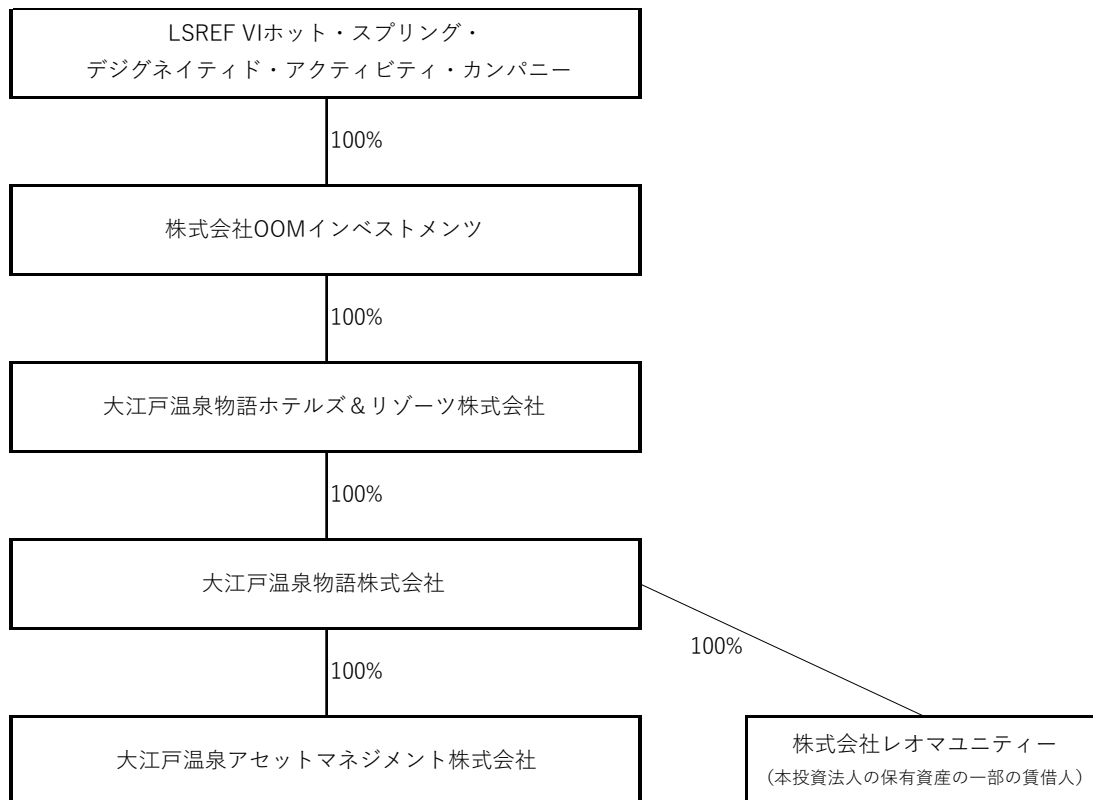 LSREF VIホット・スプリング・
デジグネイティド・アクティビティ・カンパニー
100%
株式会社OOMインベストメンツ
100%
大江戸温泉物語ホテルズ＆リゾーツ株式会社
100%
大江戸温泉物語株式会社
100%
100%
大江戸温泉アセットマネジメント株式会社
株式会社レオマユニティー
（本投資法人の保有資産の一部の賃借人）